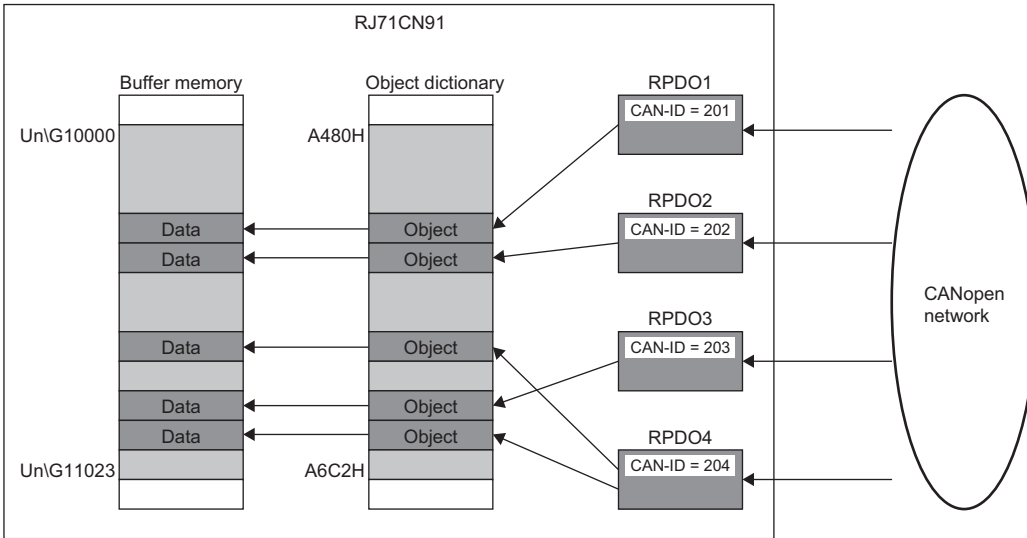 RJ71CN91
Buffer memory
Object dictionary
RPDO1
CAN-ID = 201
Un\G10000
A480H
RPDO2
Data
Object
CAN-ID = 202
Data
Object
CANopen
network
RPDO3
Data
Object
CAN-ID = 203
Data
Object
RPDO4
Data
Object
CAN-ID = 204
Un\G11023
A6C2H